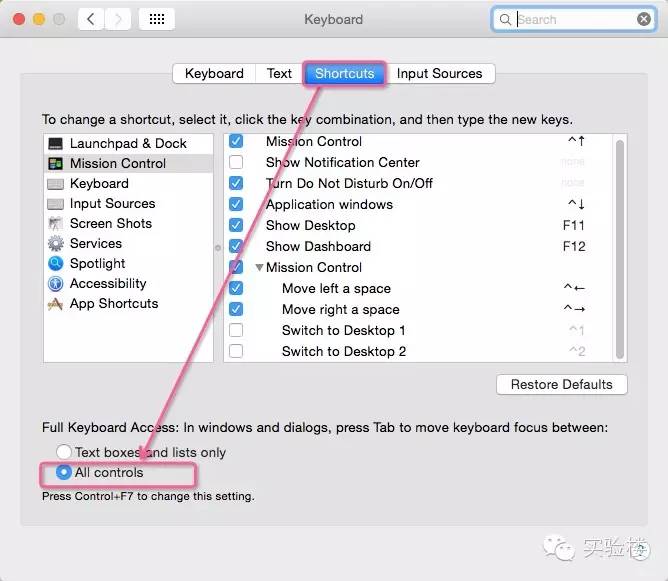 Keyboard
Search
Keyboard Text Shortcuts Input Sources
To change a shortcut, select it, click the key combination, and then type the new keys.
Launchpad & Dock
Mission Control
Keyboard
Input Sources
Screen Shots
Services
Spotlight
Accessibility
App Shortcuts
Mission Control ^↑
Show Notification Center none
Turn Do Not Disturb On/Off none
Application windows ^↓
Show Desktop F11
Show Dashboard F12
Mission Control
Move left a space ^←
Move right a space ^→
Switch to Desktop 1 ^1
Switch to Desktop 2 ^2
Restore Defaults
Full Keyboard Access: In windows and dialogs, press Tab to move keyboard focus between:
Text boxes and lists only
All controls
Press Control+F7 to change this setting.
实验楼
?